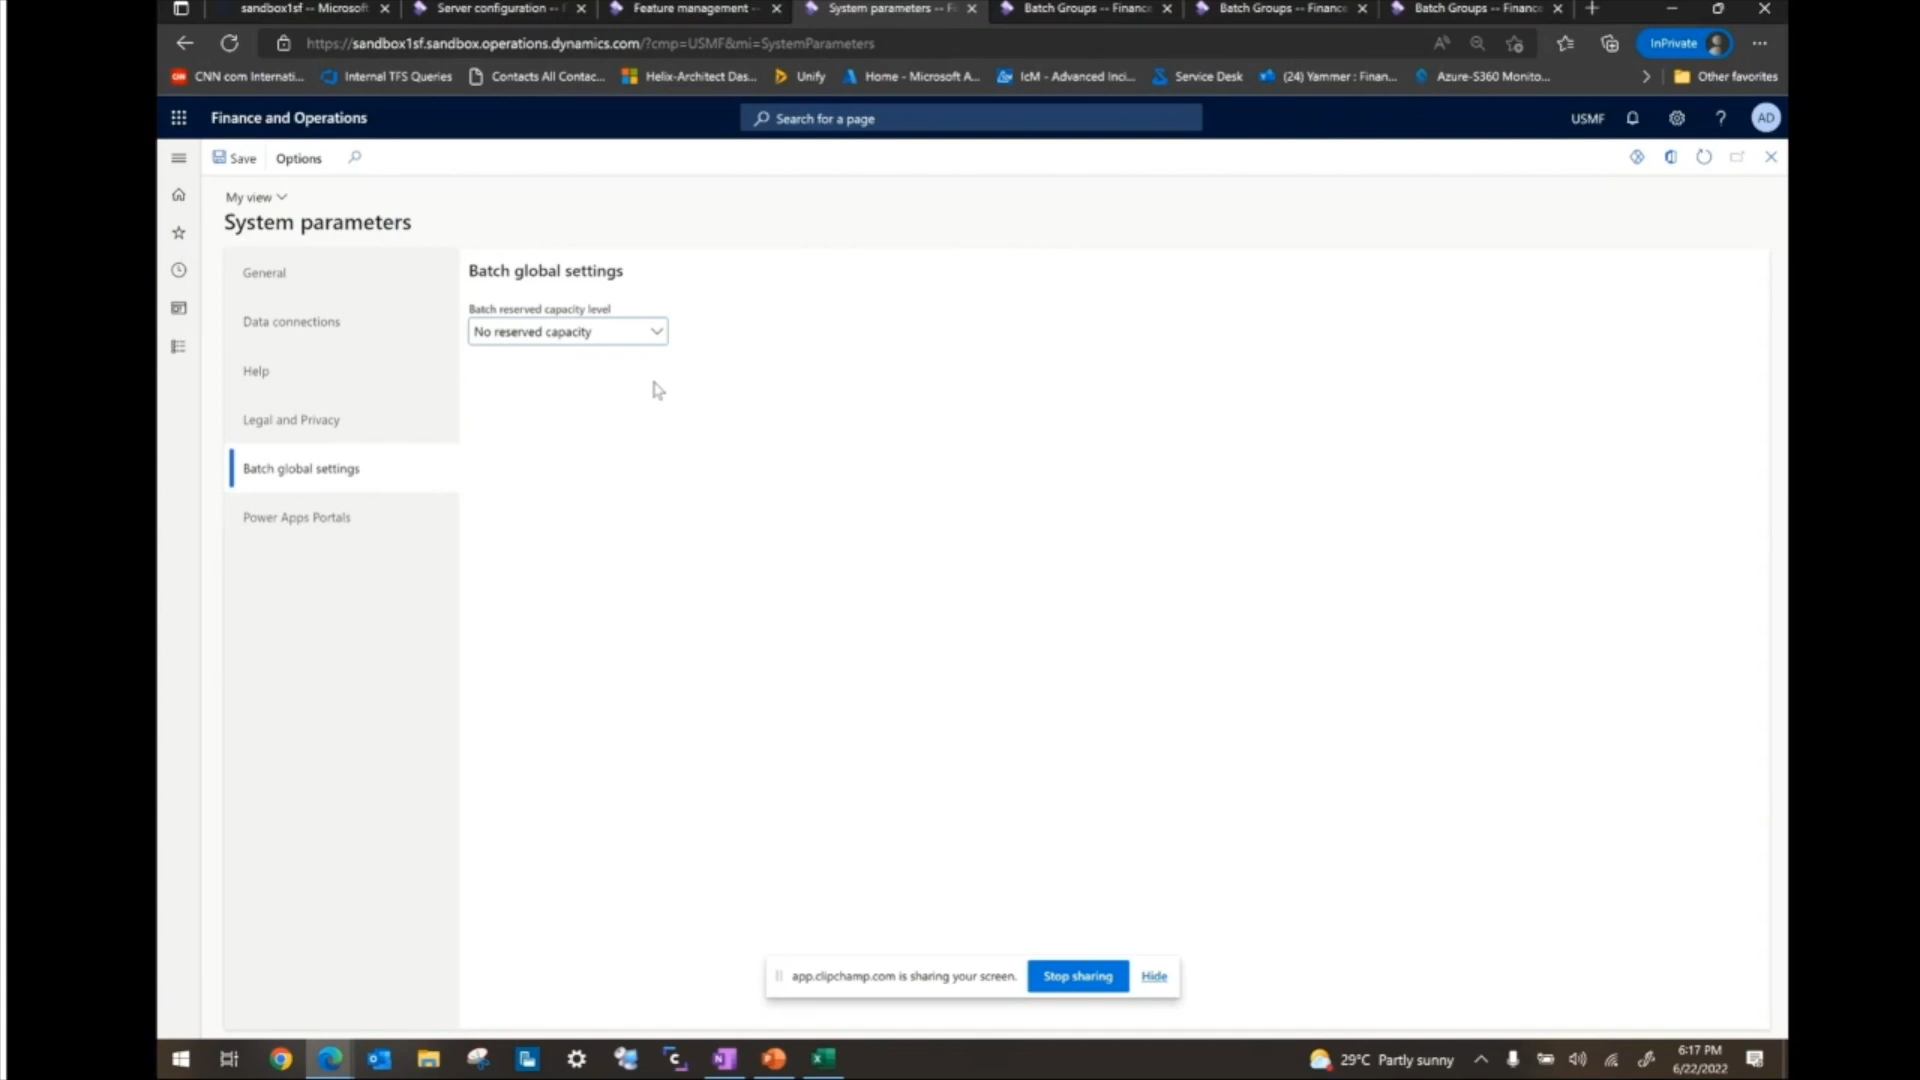 sandbox1sf -- Microsoft
Server configuration --
Feature management --
System parameters -- F
Batch Groups -- Finance
Batch Groups -- Finance
Batch Groups -- Finance
https://sandbox1sf.sandbox.operations.dynamics.com/?cmp=USMF&mi=SystemParameters
InPrivate
CNN com Internati...
Internal TFS Queries
Contacts All Contac...
Helix-Architect Das...
Unify
Home - Microsoft A...
IcM - Advanced Inci...
Service Desk
(24) Yammer : Finan...
Azure-S360 Monito...
Other favorites
Finance and Operations
Search for a page
USMF
AD
Save
Options
My view
System parameters
General
Data connections
Help
Legal and Privacy
Batch global settings
Power Apps Portals
Batch global settings
Batch reserved capacity level
No reserved capacity
app.clipchamp.com is sharing your screen.
Stop sharing
Hide
29°C Partly sunny
6:17 PM
6/22/2022